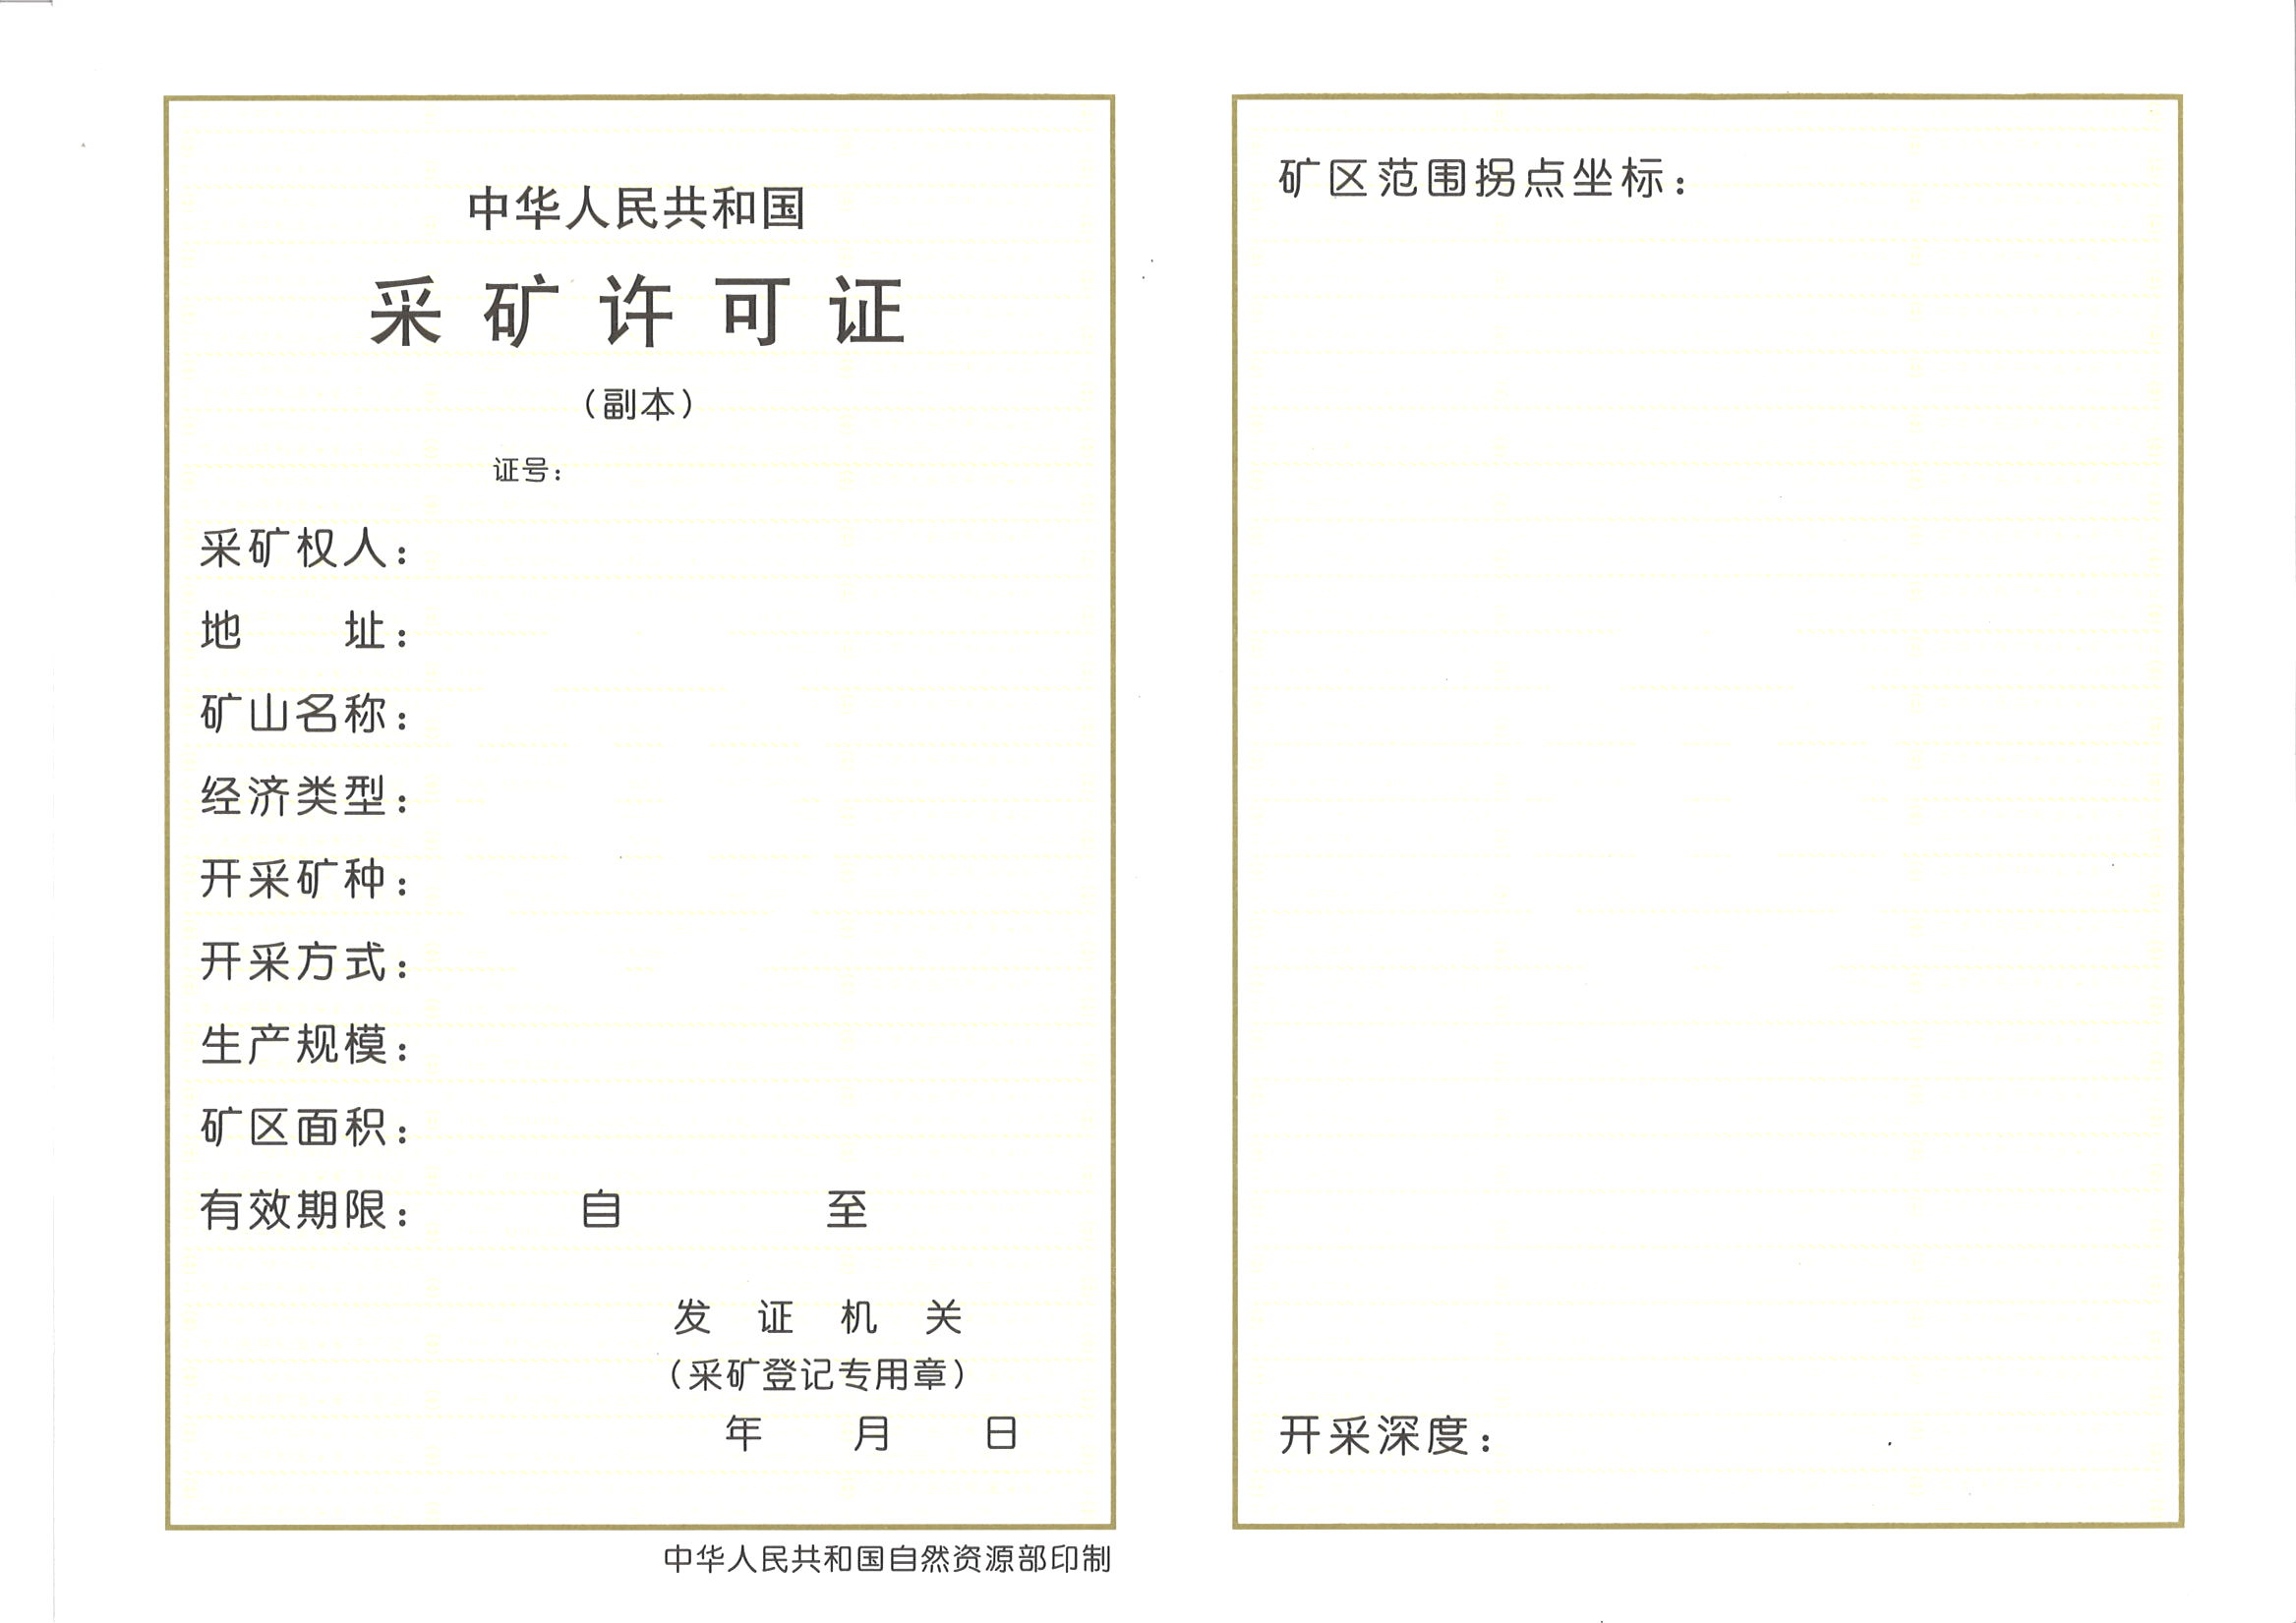 中华人民共和国
采矿许可证
（副本）
证号：
采矿权人：
地　　址：
矿山名称：
经济类型：
开采矿种：
开采方式：
生产规模：
矿区面积：
有效期限：　　　自　　　　　至
发 证 机 关
（采矿登记专用章）
年　　月　　日
中华人民共和国自然资源部印制
矿区范围拐点坐标：
开采深度：